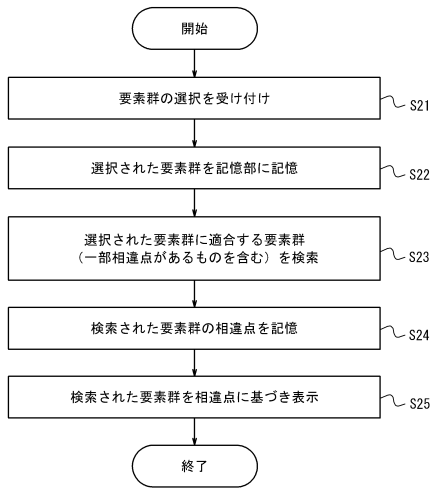 開始
要素群の選択を受け付け
S21
選択された要素群を記憶部に記憶
S22
選択された要素群に適合する要素群
（一部相違点があるものを含む）を検索
S23
検索された要素群の相違点を記憶
S24
検索された要素群を相違点に基づき表示
S25
終了